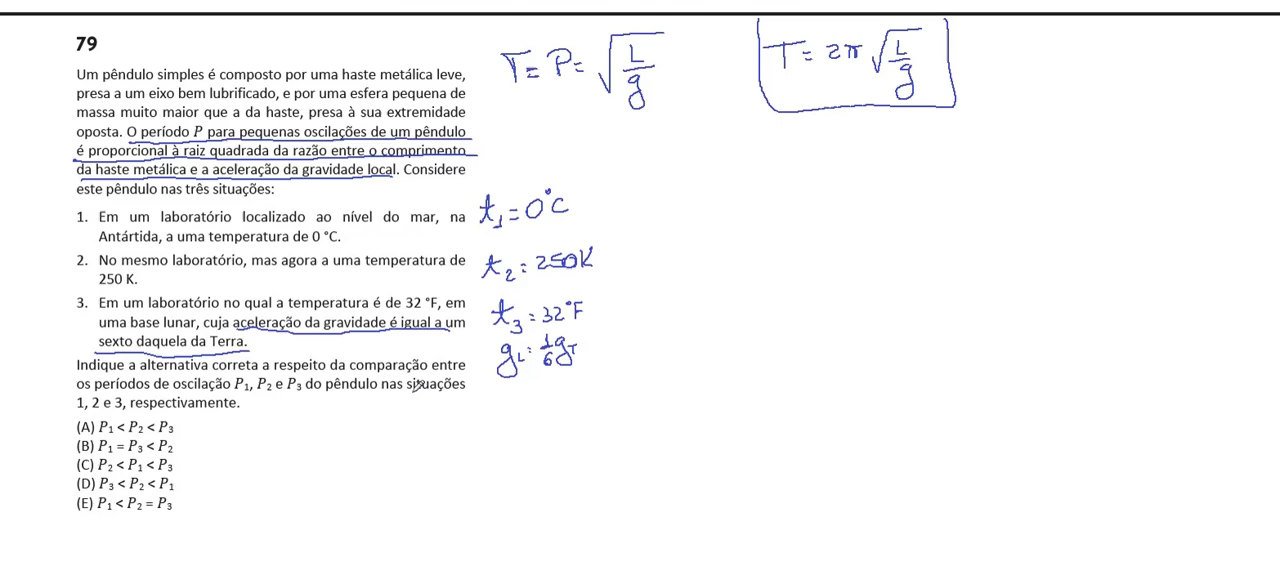 79
Um pêndulo simples é composto por uma haste metálica leve,
presa a um eixo bem lubrificado, e por uma esfera pequena de
massa muito maior que a da haste, presa à sua extremidade
oposta. O período P para pequenas oscilações de um pêndulo
é proporcional à raiz quadrada da razão entre o comprimento
da haste metálica e a aceleração da gravidade local. Considere
este pêndulo nas três situações:
1. Em um laboratório localizado ao nível do mar, na
Antártida, a uma temperatura de 0 °C.
2. No mesmo laboratório, mas agora a uma temperatura de
250 K.
3. Em um laboratório no qual a temperatura é de 32 °F, em
uma base lunar, cuja aceleração da gravidade é igual a um
sexto daquela da Terra.
Indique a alternativa correta a respeito da comparação entre
os períodos de oscilação P₁, P₂ e P₃ do pêndulo nas situações
1, 2 e 3, respectivamente.
(A) P₁ < P₂ < P₃
(B) P₁ = P₃ < P₂
(C) P₂ < P₁ < P₃
(D) P₃ < P₂ < P₁
(E) P₁ < P₂ = P₃
T = P = √(L/g)
T = 2π √(L/g)
t₁ = 0°C
t₂ = 250K
t₃ = 32°F
g_L = 1/6 g_T